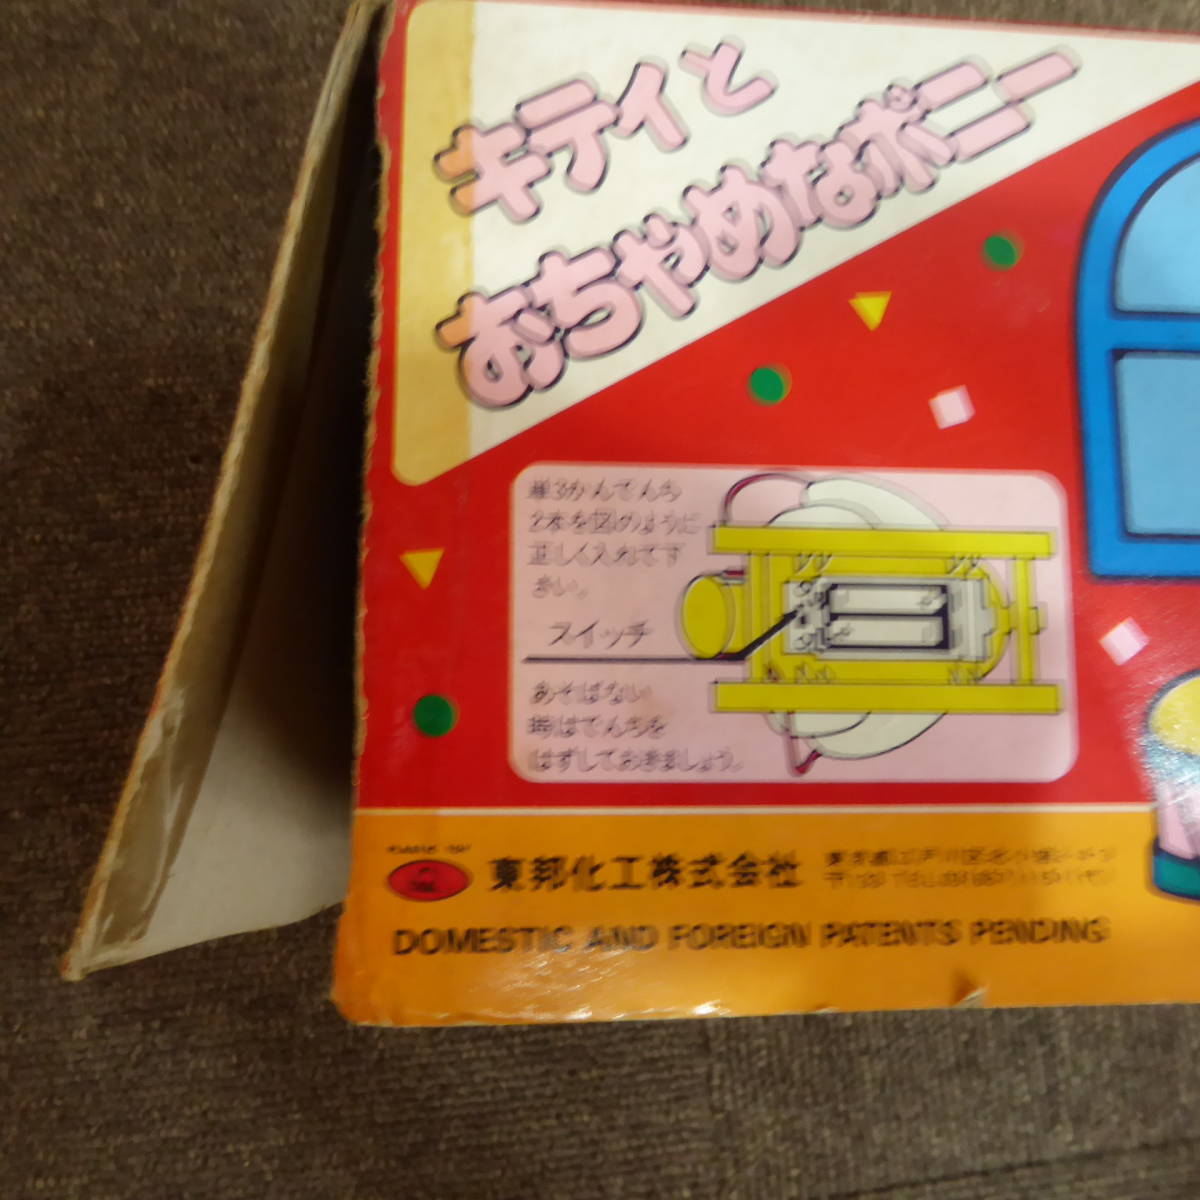 キティと
おちゃめなポニー
単3かんでんち
2本を図のように
正しく入れて下
さい。
スイッチ
あそばない
時はでんちを
はずしておきましょう。
東邦化工株式会社
DOMESTIC AND FOREIGN PATENTS PENDING